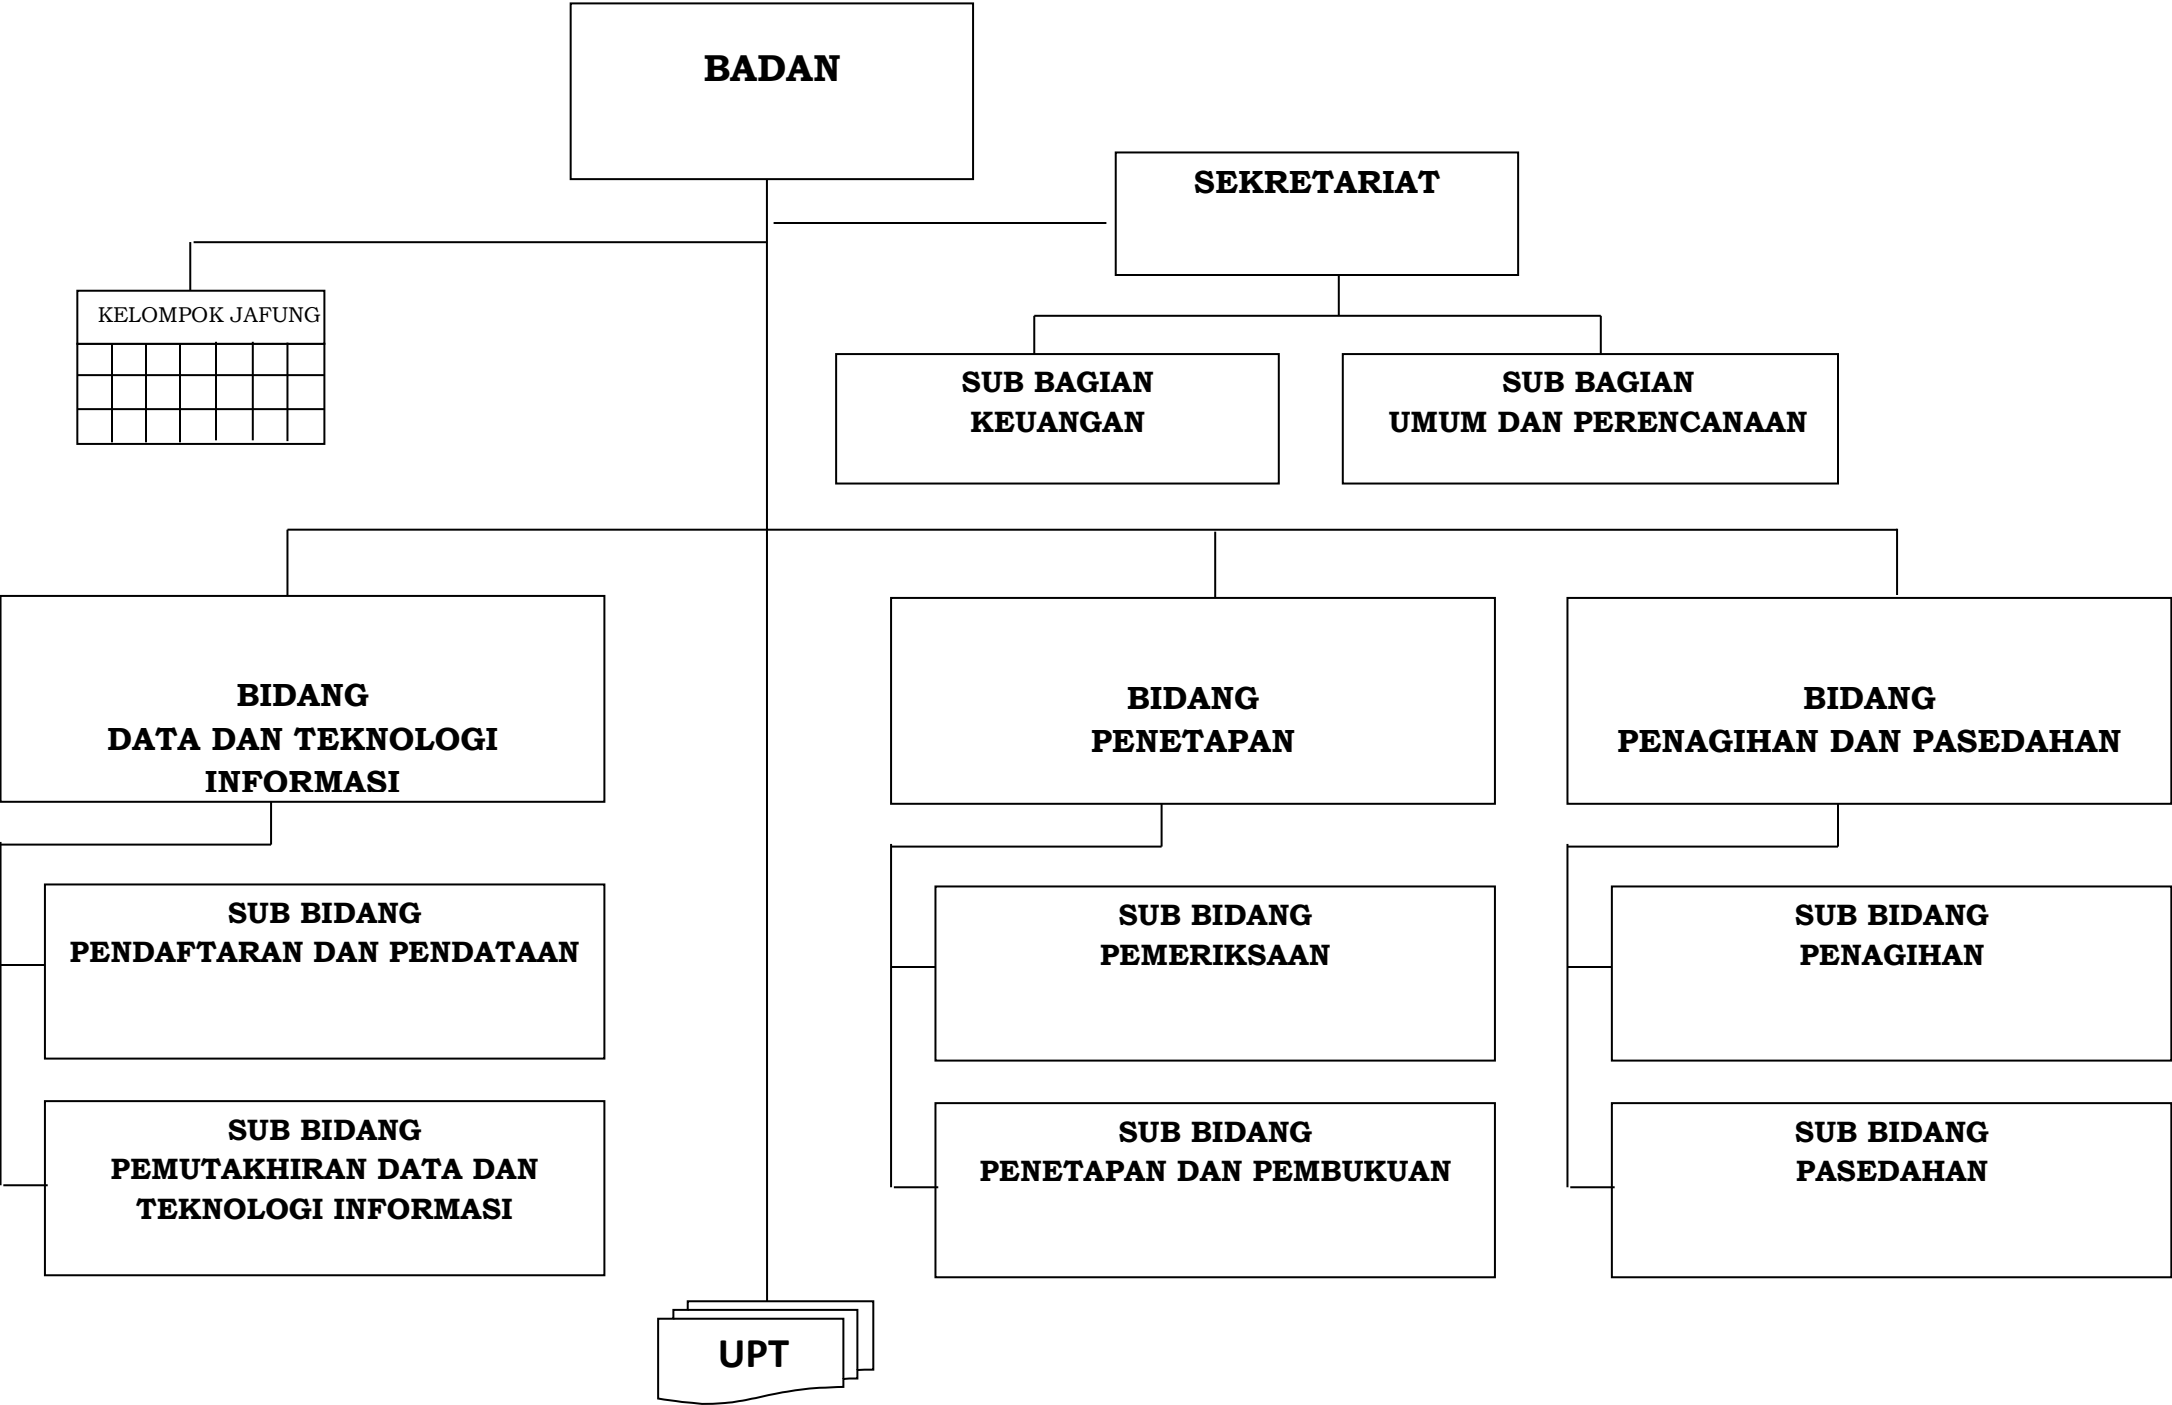 BADAN
SEKRETARIAT
KELOMPOK JAFUNG
SUB BAGIAN
KEUANGAN
SUB BAGIAN
UMUM DAN PERENCANAAN
BIDANG
DATA DAN TEKNOLOGI
INFORMASI
BIDANG
PENETAPAN
BIDANG
PENAGIHAN DAN PASEDAHAN
SUB BIDANG
PENDAFTARAN DAN PENDATAAN
SUB BIDANG
PEMERIKSAAN
SUB BIDANG
PENAGIHAN
SUB BIDANG
PEMUTAKHIRAN DATA DAN
TEKNOLOGI INFORMASI
SUB BIDANG
PENETAPAN DAN PEMBUKUAN
SUB BIDANG
PASEDAHAN
UPT